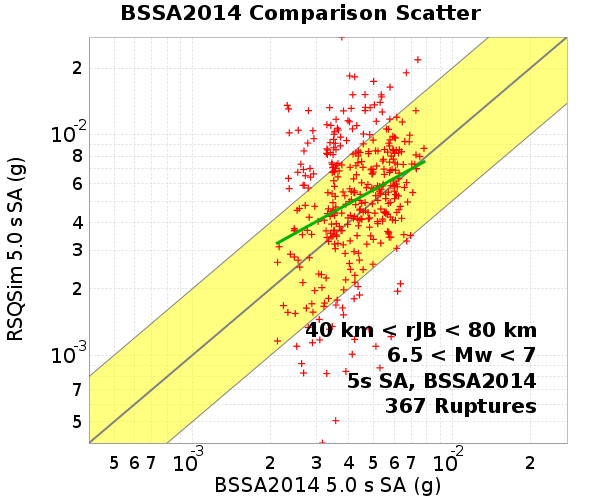 BSSA2014 Comparison Scatter
RSQSim 5.0 s SA (g)
2
10-2
8
6
4
3
2
10-3
7
5
40 km < rJB < 80 km
6.5 < Mw < 7
5s SA, BSSA2014
367 Ruptures
5 6 7 10-3 2 3 4 5 6 7 10-2 2
BSSA2014 5.0 s SA (g)